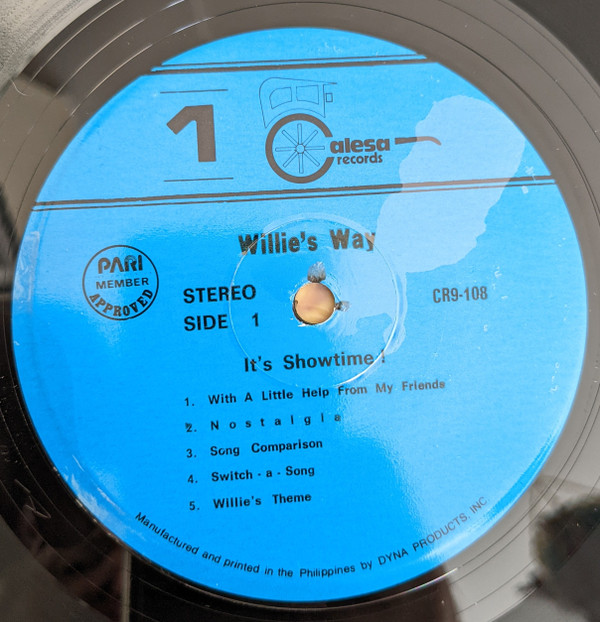 1
Calesa
records
Willie's Way
PARI
MEMBER
APPROVED
STEREO
SIDE 1
CR9-108
It's Showtime!
1. With A Little Help From My Friends
2. Nostalgia
3. Song Comparison
4. Switch - a - Song
5. Willie's Theme
Manufactured and printed in the Philippines by DYNA PRODUCTS, INC.